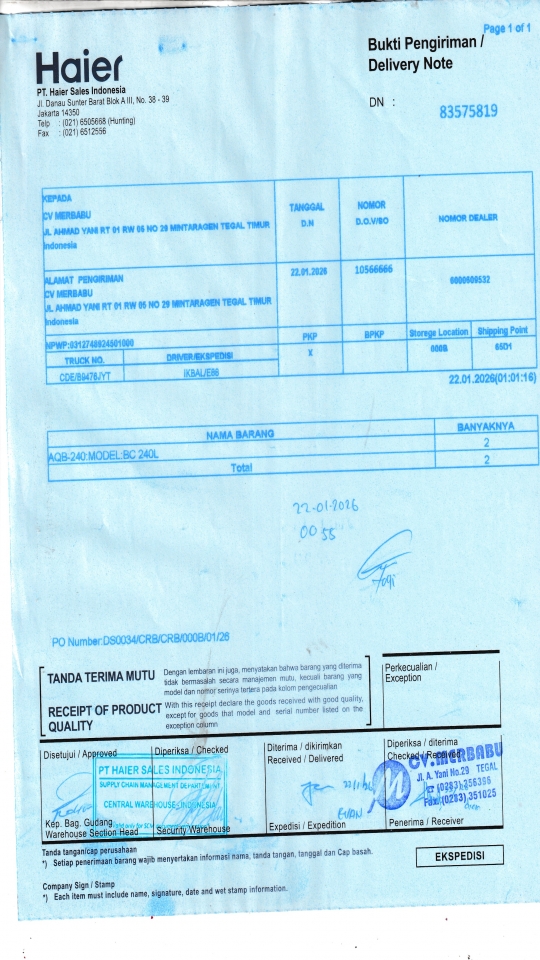 Page 1 of 1
Haier
Bukti Pengiriman /
Delivery Note
PT. Haier Sales Indonesia
Jl. Danau Sunter Barat Blok A III, No. 38 - 39
Jakarta 14350
Telp : (021) 6505668 (Hunting)
Fax : (021) 6512556
DN : 83575819
KEPADA
CV MERBABU
JL AHMAD YANI RT 01 RW 05 NO 29 MINTARAGEN TEGAL TIMUR
Indonesia
TANGGAL
D.N
NOMOR
D.O.V/SO
NOMOR DEALER
ALAMAT PENGIRIMAN
CV MERBABU
JL AHMAD YANI RT 01 RW 05 NO 29 MINTARAGEN TEGAL TIMUR
Indonesia
22.01.2026
10566666
0000609532
NPWP:0312748924501000
PKP
BPKP
Storege Location
Shipping Point
TRUCK NO.
DRIVER/EKSPEDISI
X
000B
65D1
CDE/B9476JYT
22.01.2026(01:01:16)
NAMA BARANG
BANYAKNYA
AQB-240:MODEL:BC 240L
2
Total
2
22-01-2026
00 55
PO Number:DS0034/CRB/CRB/000B/01/26
TANDA TERIMA MUTU
Dengan lembaran ini juga, menyatakan bahwa barang yang diterima
tidak bermasalah secara manajemen mutu, kecuali barang yang
model dan nomor serinya tertera pada kolom pengecualian
RECEIPT OF PRODUCT
QUALITY
With this receipt declare the goods received with good quality,
except for goods that model and serial number listed on the
exception column
Perkecualian /
Exception
Disetujui / Approved
Diperiksa / Checked
Diterima / dikirimkan
Received / Delivered
Diperiksa / diterima
Checked / Received
PT HAIER SALES INDONESIA
SUPPLY CHAIN MANAGEMENT DEPARTMENT
CENTRAL WAREHOUSE INDONESIA
CV. MERBABU
Jl. A. Yani No.29 TEGAL
(0283) 356355
Fax. (0283) 351025
Kep. Bag. Gudang
Warehouse Section Head
Security Warehouse
Expedisi / Expedition
Penerima / Receiver
Tanda tangan/cap perusahaan
*) Setiap penerimaan barang wajib menyertakan informasi nama, tanda tangan, tanggal dan Cap basah.
EKSPEDISI
Company Sign / Stamp
*) Each item must include name, signature, date and wet stamp information.